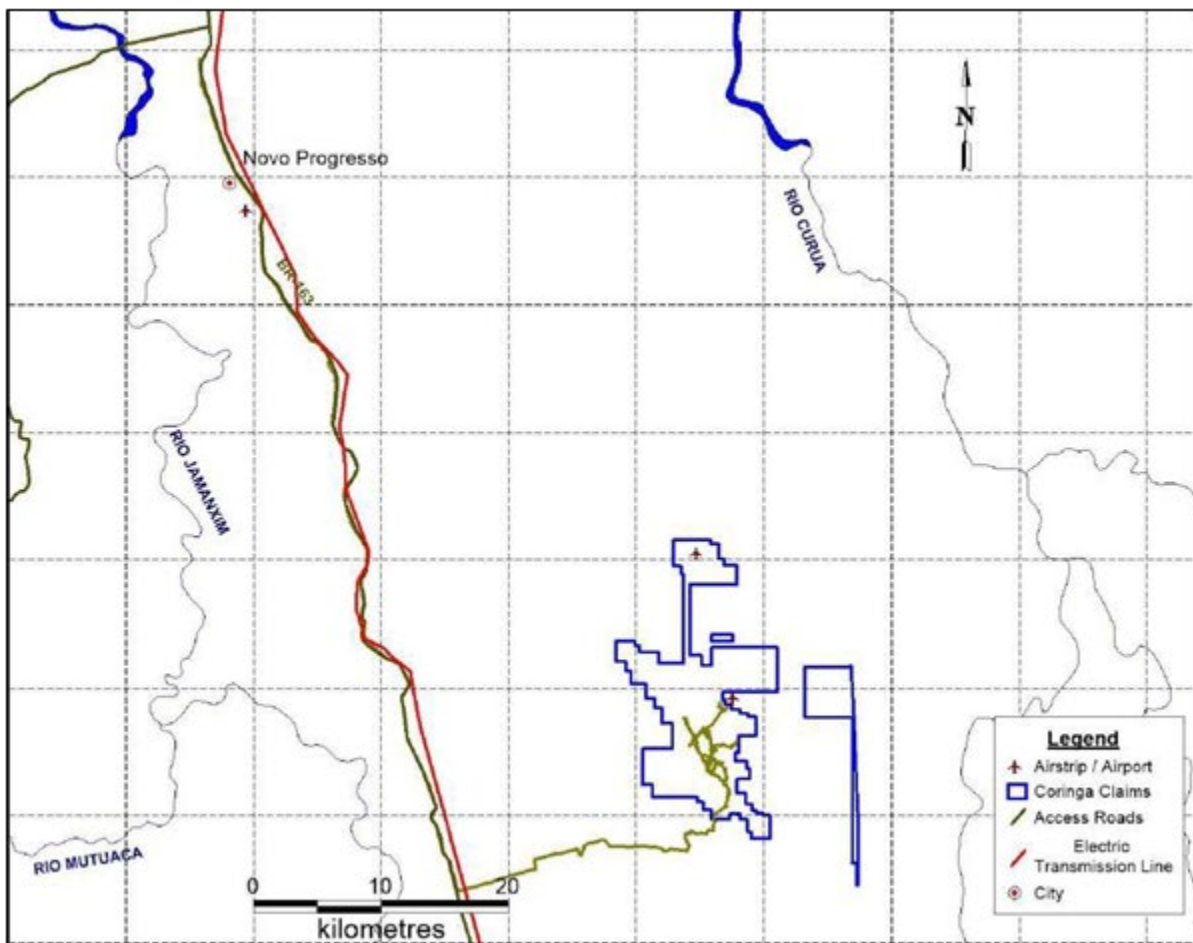 N
Novo Progresso
RIO CURUA
BR-163
RIO JAMANXIM
Legend
Airstrip / Airport
Coringa Claims
Access Roads
Electric
Transmission Line
City
RIO MUTUACA
0 10 20
kilometres